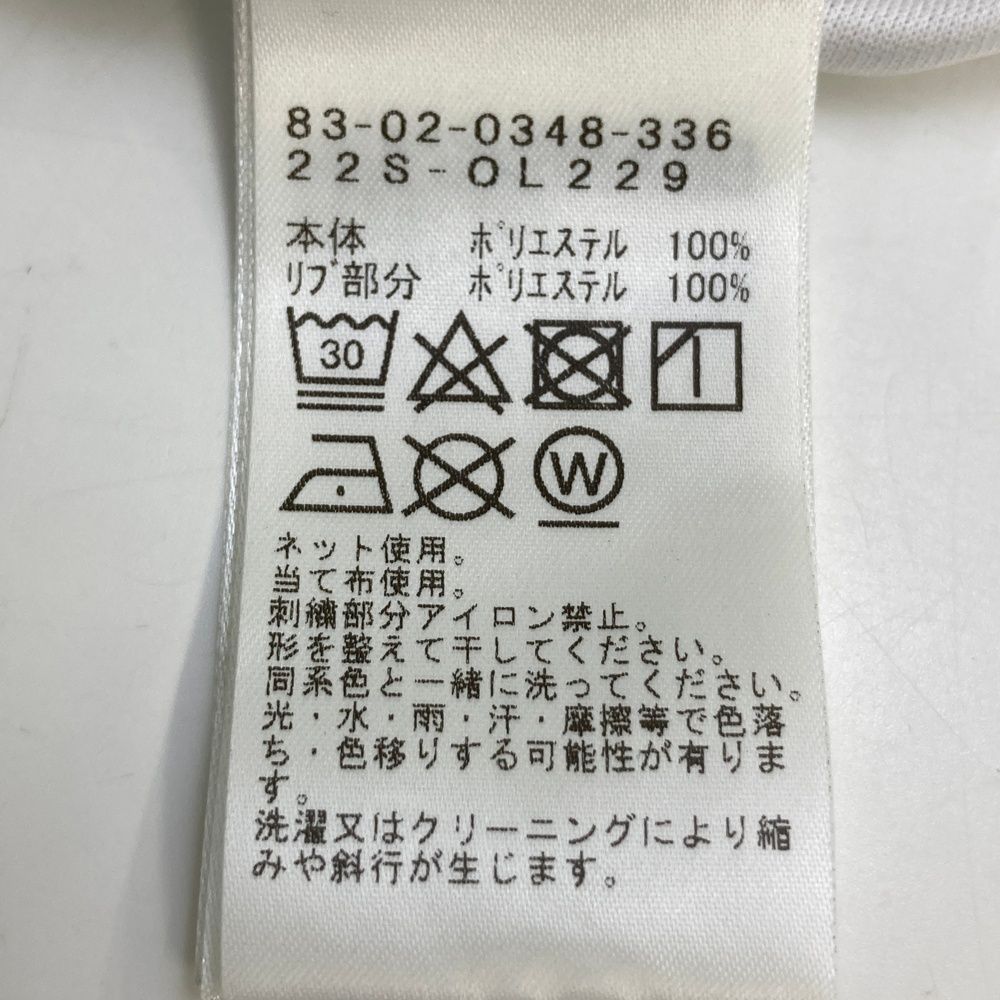 83-02-0348-336
22S-OL229
本体 ポリエステル 100%
リブ部分 ポリエステル 100%
30
W
ネット使用。
当て布使用。
刺繍部分アイロン禁止。
形を整えて干してください。
同系色と一緒に洗ってください。
光・水・雨・汗・摩擦等で色落
ち・色移りする可能性が有りま
す。
洗濯又はクリーニングにより縮
みや斜行が生じます。